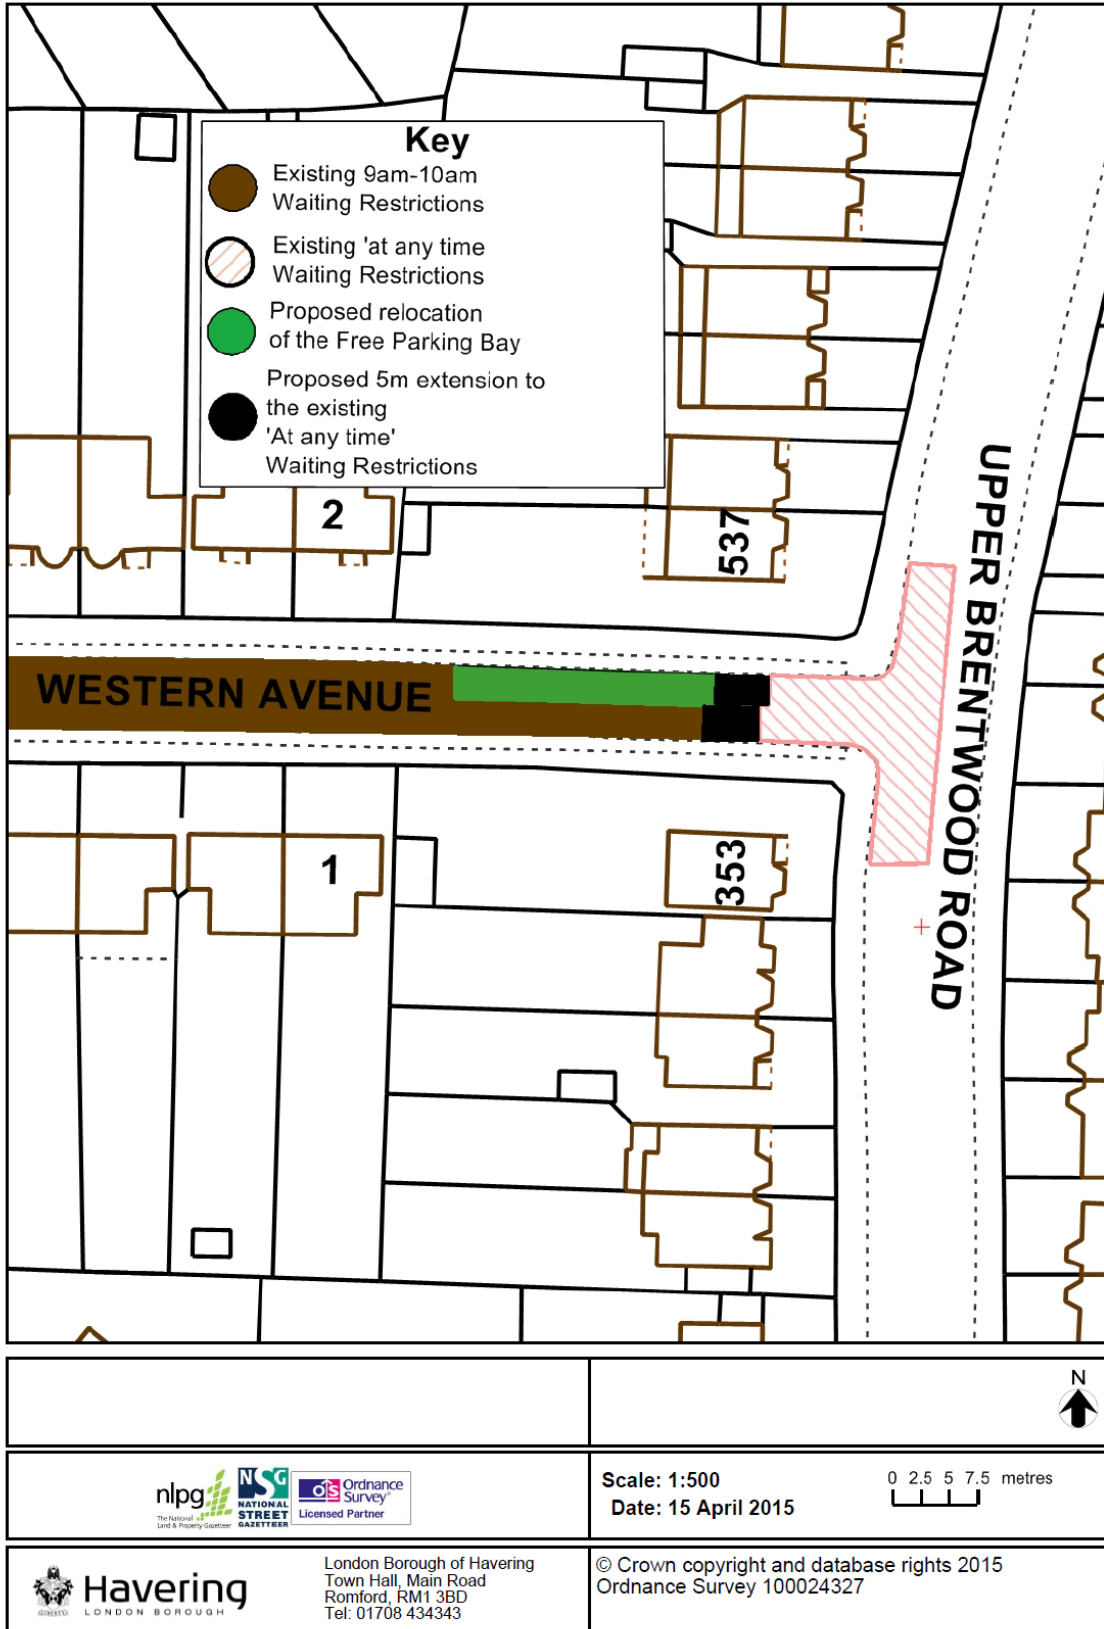 Key
Existing 9am-10am
Waiting Restrictions
Existing 'at any time
Waiting Restrictions
Proposed relocation
of the Free Parking Bay
Proposed 5m extension to
the existing
'At any time'
Waiting Restrictions
2
537
UPPER BRENTWOOD ROAD
WESTERN AVENUE
1
353
N
nlpg
The National
Land & Property Gazetteer
NSG
NATIONAL
STREET
GAZETTEER
OS Ordnance
Survey
Licensed Partner
Scale: 1:500
Date: 15 April 2015
0 2.5 5 7.5 metres
Havering
LONDON BOROUGH
London Borough of Havering
Town Hall, Main Road
Romford, RM1 3BD
Tel: 01708 434343
© Crown copyright and database rights 2015
Ordnance Survey 100024327